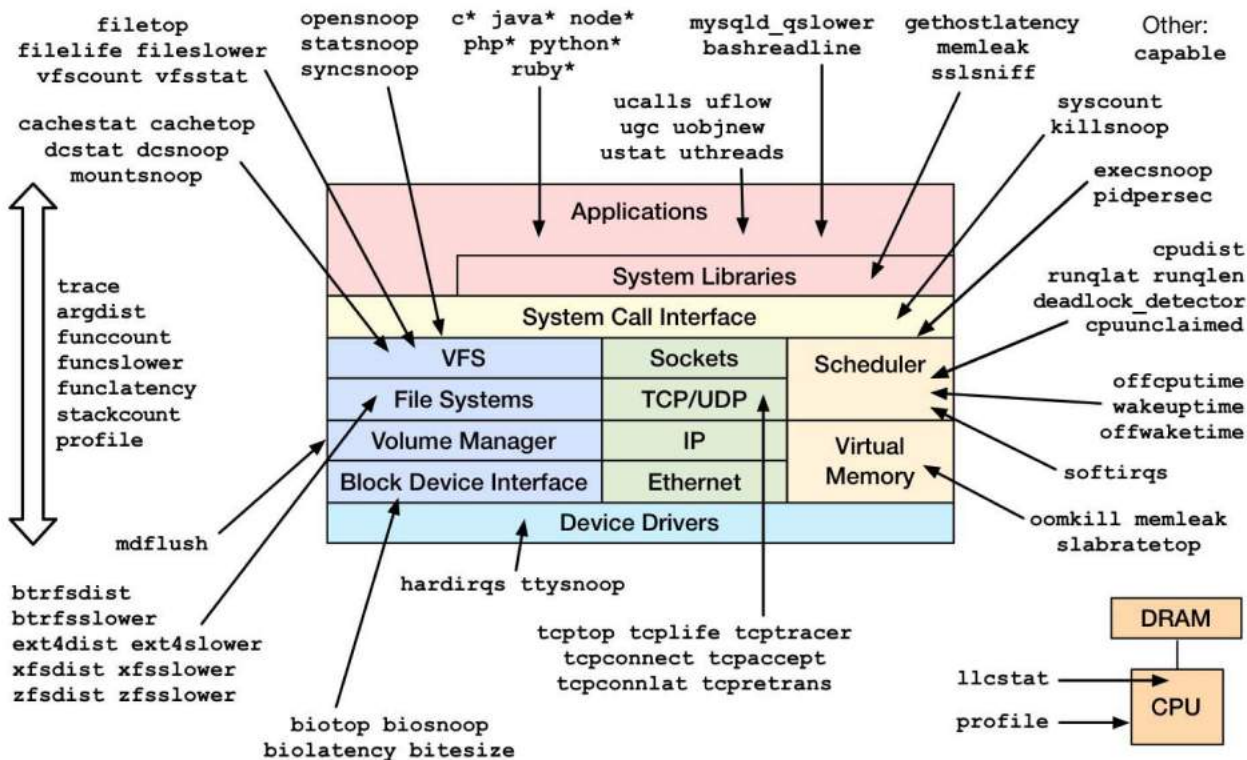 filetop
filelife fileslower
vfscount vfsstat
opensnoop
statsnoop
syncsnoop
c* java* node*
php* python*
ruby*
mysqld_qslower
bashreadline
gethostlatency
memleak
sslsniff
Other:
capable
cachestat cachetop
dcstat dcsnoop
mountsnoop
ucalls uflow
ugc uobjnew
ustat uthreads
syscount
killsnoop
execsnoop
pidpersec
cpudist
runqlat runqlen
deadlock_detector
cpuunclaimed
offcputime
wakeuptime
offwaketime
softirqs
trace
argdist
funccount
funcslower
funclatency
stackcount
profile
Applications
System Libraries
System Call Interface
VFS
Sockets
Scheduler
File Systems
TCP/UDP
Volume Manager
IP
Virtual
Memory
Block Device Interface
Ethernet
Device Drivers
mdflush
hardirqs ttysnoop
oomkill memleak
slabratetop
btrfsdist
btrfsslower
ext4dist ext4slower
xfsdist xfsslower
zfsdist zfsslower
tcptop tcplife tcptracer
tcpconnect tcpaccept
tcpconnlat tcpretrans
biotop biosnoop
biolatency bitesize
DRAM
llcstat
CPU
profile